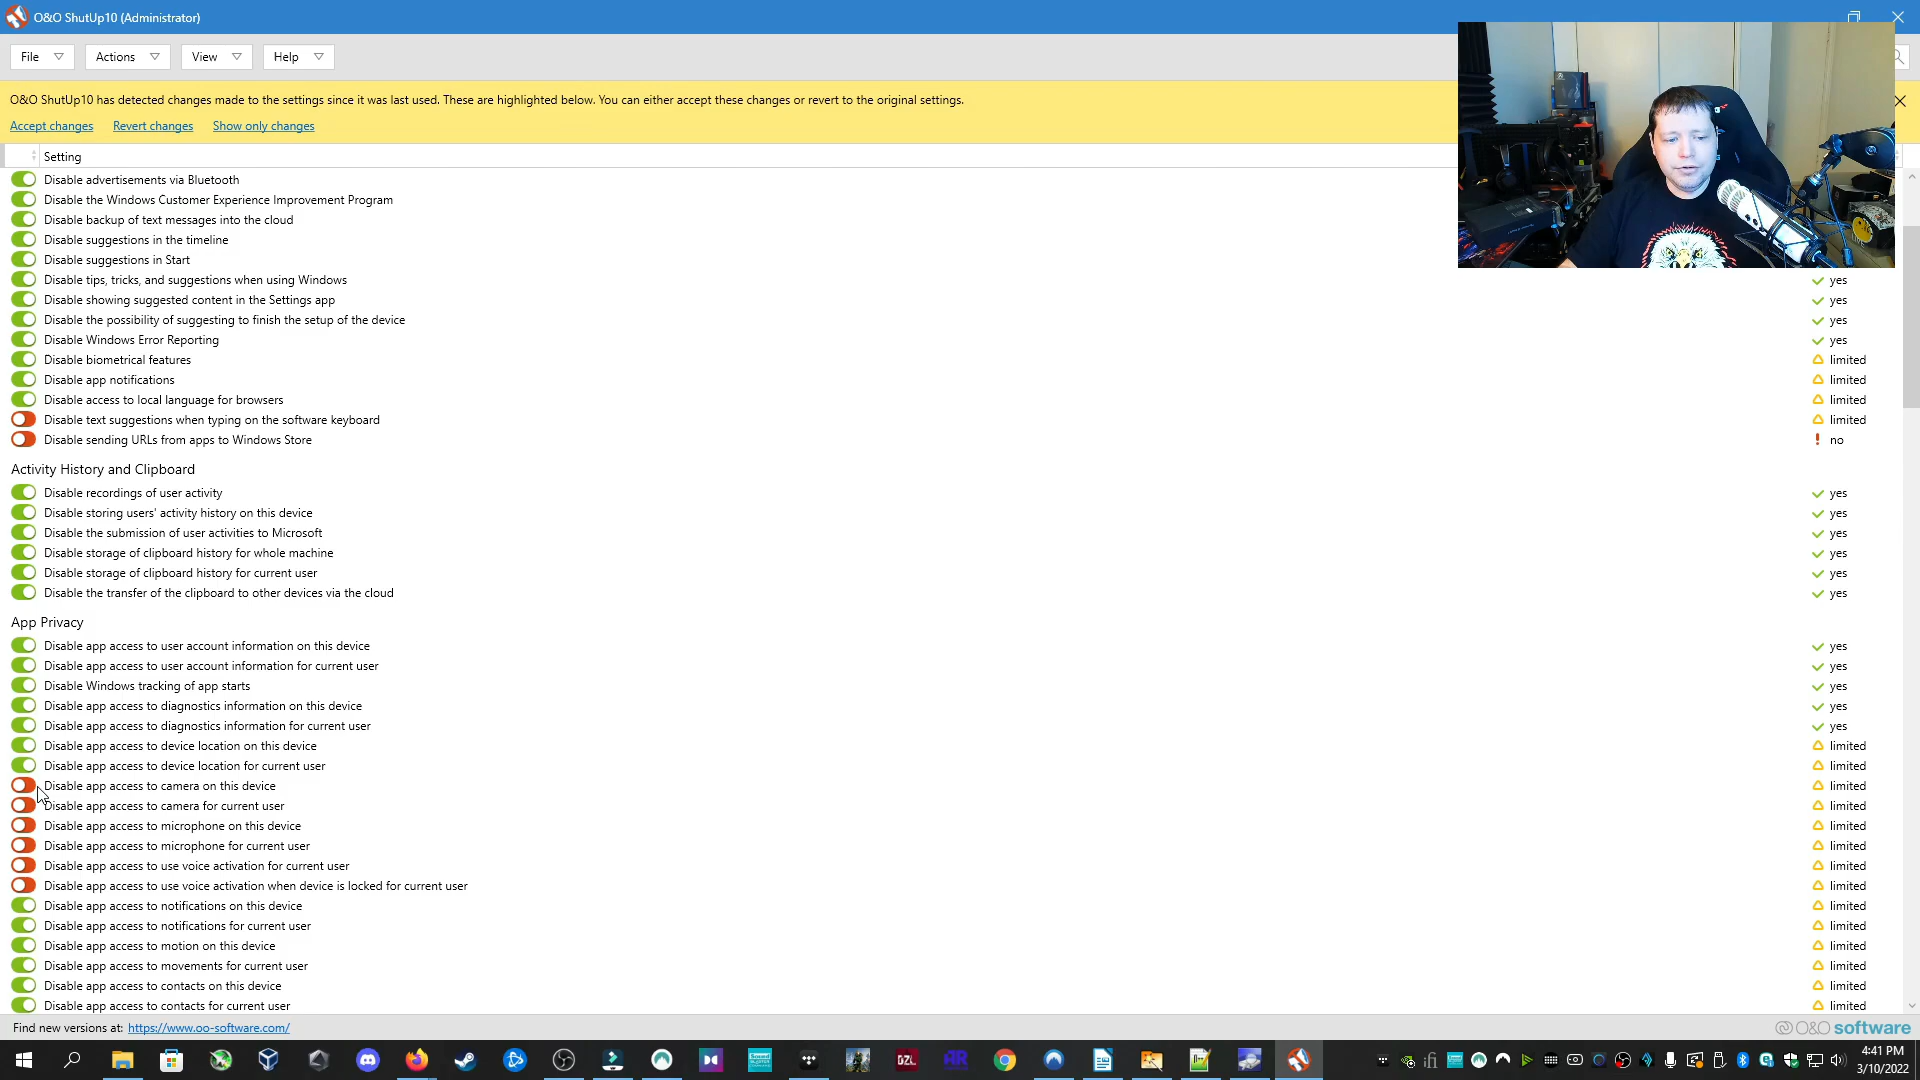 O&O ShutUp10 (Administrator)
File
Actions
View
Help
O&O ShutUp10 has detected changes made to the settings since it was last used. These are highlighted below. You can either accept these changes or revert to the original settings.
Accept changes
Revert changes
Show only changes
Setting
Disable advertisements via Bluetooth
Disable the Windows Customer Experience Improvement Program
Disable backup of text messages into the cloud
Disable suggestions in the timeline
Disable suggestions in Start
Disable tips, tricks, and suggestions when using Windows yes
Disable showing suggested content in the Settings app yes
Disable the possibility of suggesting to finish the setup of the device yes
Disable Windows Error Reporting yes
Disable biometrical features limited
Disable app notifications limited
Disable access to local language for browsers limited
Disable text suggestions when typing on the software keyboard limited
Disable sending URLs from apps to Windows Store ! no
Activity History and Clipboard
Disable recordings of user activity yes
Disable storing users' activity history on this device yes
Disable the submission of user activities to Microsoft yes
Disable storage of clipboard history for whole machine yes
Disable storage of clipboard history for current user yes
Disable the transfer of the clipboard to other devices via the cloud yes
App Privacy
Disable app access to user account information on this device yes
Disable app access to user account information for current user yes
Disable Windows tracking of app starts yes
Disable app access to diagnostics information on this device yes
Disable app access to diagnostics information for current user yes
Disable app access to device location on this device limited
Disable app access to device location for current user limited
Disable app access to camera on this device limited
Disable app access to camera for current user limited
Disable app access to microphone on this device limited
Disable app access to microphone for current user limited
Disable app access to use voice activation for current user limited
Disable app access to use voice activation when device is locked for current user limited
Disable app access to notifications on this device limited
Disable app access to notifications for current user limited
Disable app access to motion on this device limited
Disable app access to movements for current user limited
Disable app access to contacts on this device limited
Disable app access to contacts for current user limited
Find new versions at: https://www.oo-software.com/
O&O software
DZL
AR
4:41 PM
3/10/2022